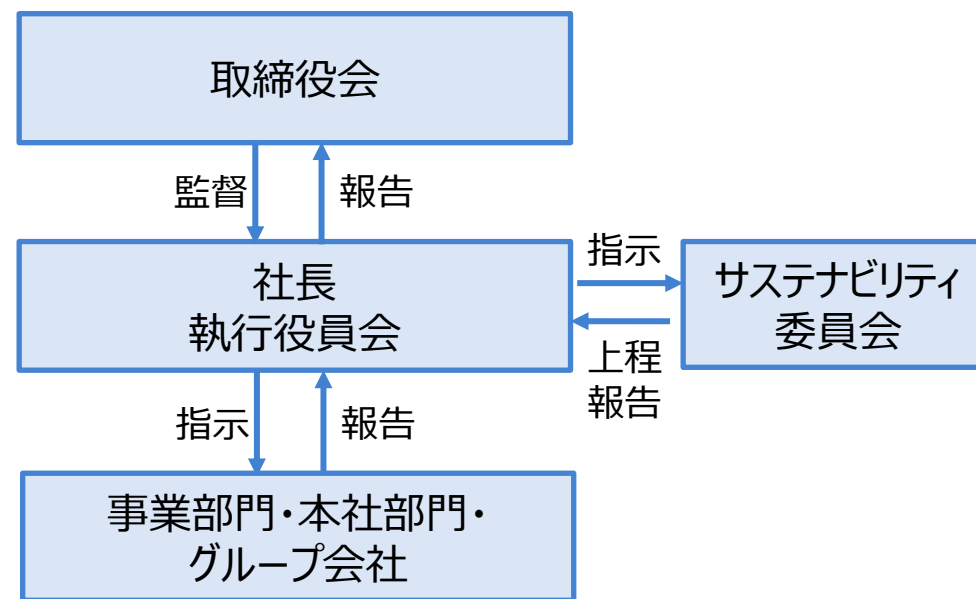 取締役会
監督
報告
社長
執行役員会
指示
サステナビリティ
委員会
上程
報告
指示
報告
事業部門・本社部門・
グループ会社